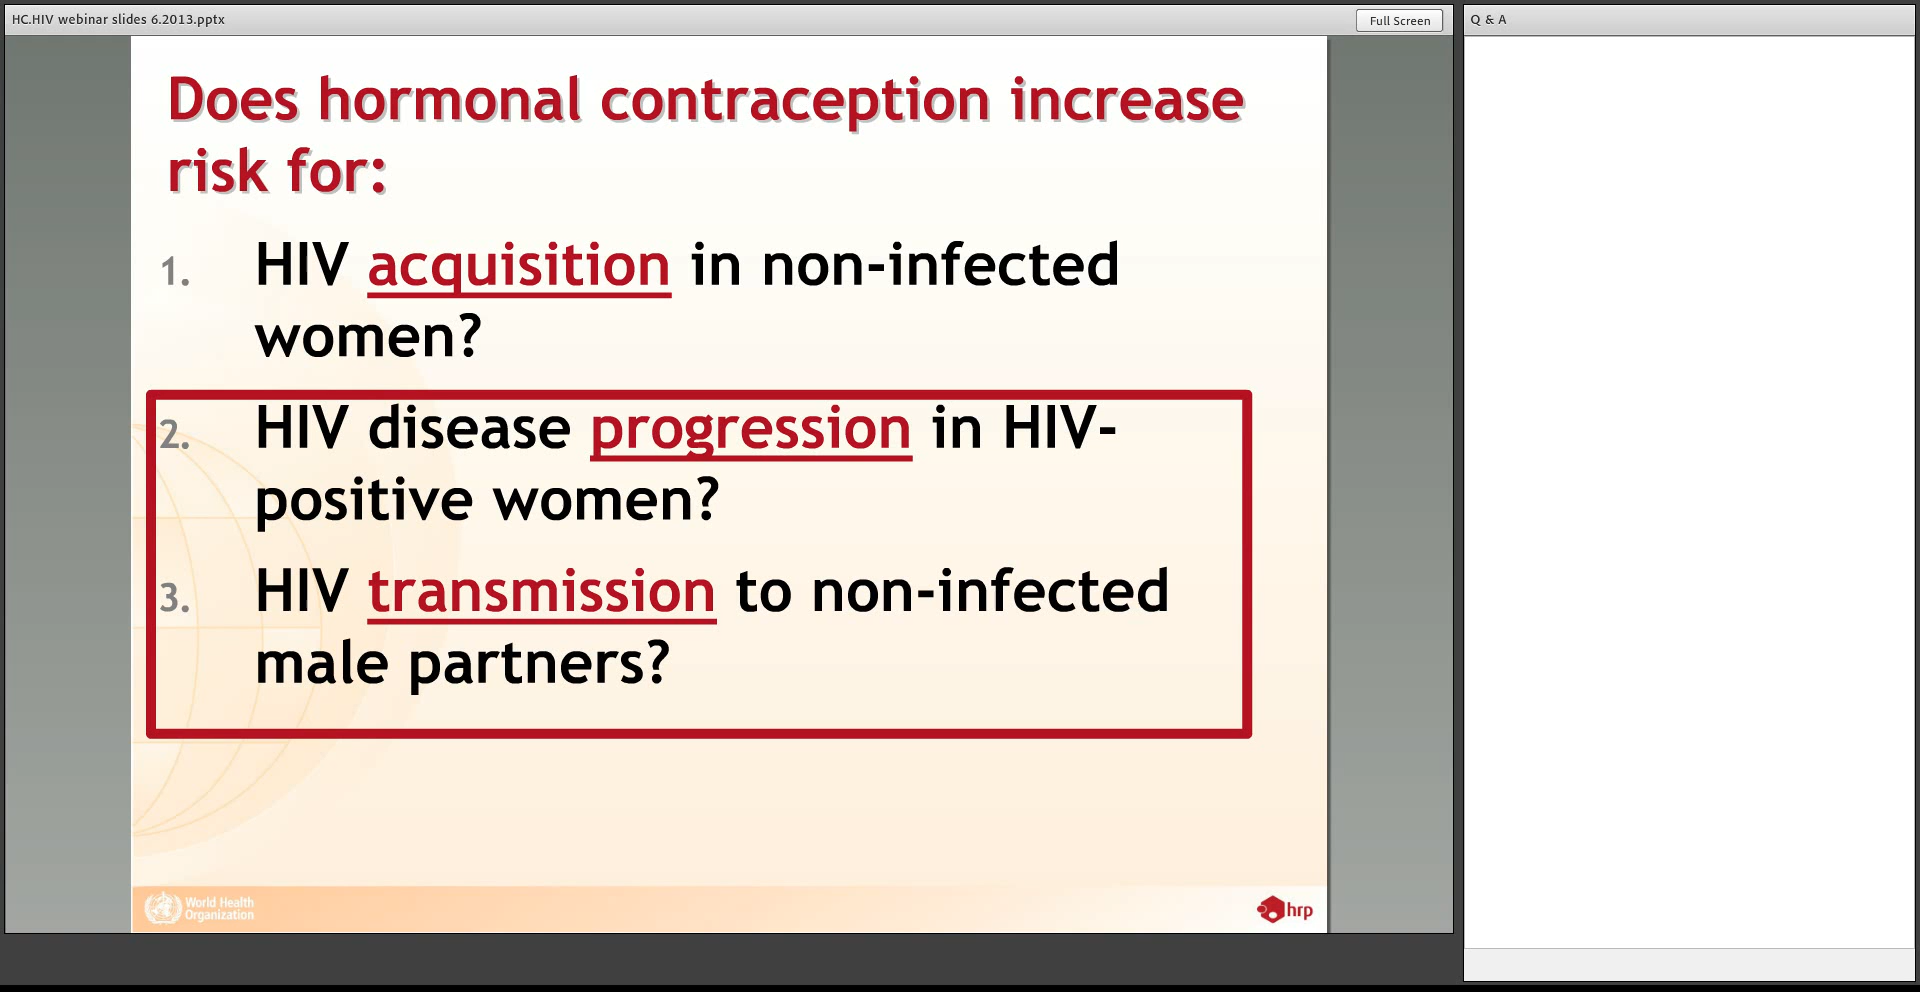 HC.HIV webinar slides 6.2013.pptx
Full Screen
Q & A
Does hormonal contraception increase
risk for:
1. HIV acquisition in non-infected
women?
2. HIV disease progression in HIV-
positive women?
3. HIV transmission to non-infected
male partners?
World Health
Organization
hrp